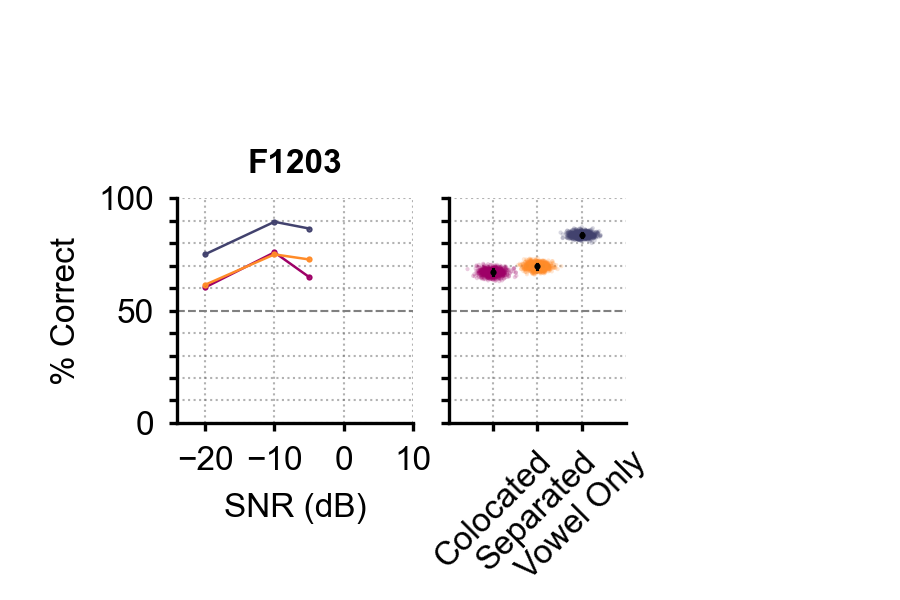 F1203
100
50
0
% Correct
−20 −10 0 10
SNR (dB)
Colocated
Separated
Vowel Only